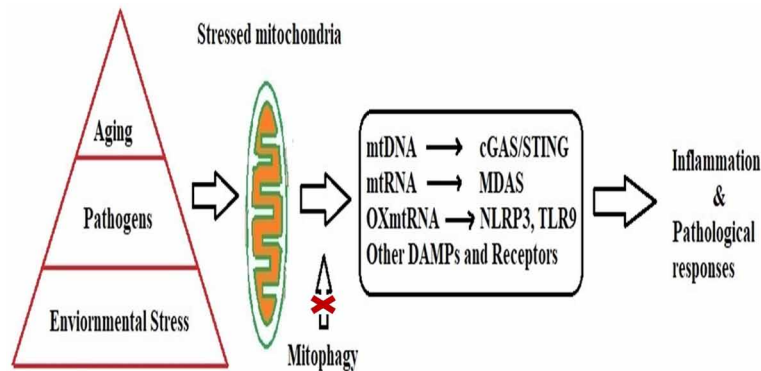 Stressed mitochondria
Aging
Pathogens
Enviornmental Stress
Mitophagy
mtDNA → cGAS/STING
mtRNA → MDAS
OXmtRNA → NLRP3, TLR9
Other DAMPs and Receptors
Inflammation
&
Pathological
responses